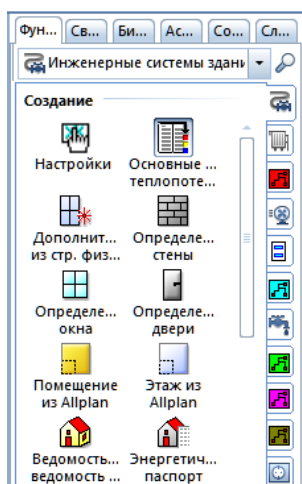 Фун... Св... Би... Ас... Со... Сл...
Инженерные системы здани
Создание
Настройки Основные ...
теплопоте...
Дополнит... Определе...
из стр. физ... стены
Определе... Определе...
окна двери
Помещение Этаж из
из Allplan Allplan
Ведомость... Энергетич...
ведомость ... паспорт